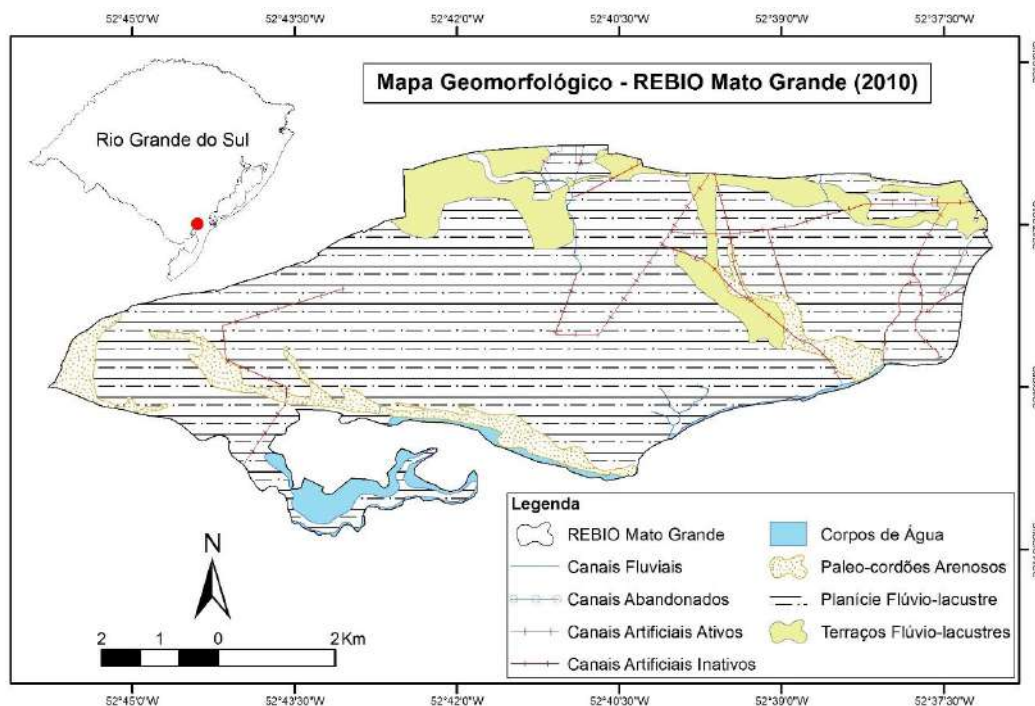 52°45'0"W 52°43'30"W 52°42'0"W 52°40'30"W 52°39'0"W 52°37'30"W
Mapa Geomorfológico - REBIO Mato Grande (2010)
Rio Grande do Sul
Legenda
REBIO Mato Grande
Canais Fluviais
Canais Abandonados
Canais Artificiais Ativos
Canais Artificiais Inativos
Corpos de Água
Paleo-cordões Arenosos
Planície Flúvio-lacustre
Terraços Flúvio-lacustres
N
2 1 0 2 Km
52°45'0"W 52°43'30"W 52°42'0"W 52°40'30"W 52°39'0"W 52°37'30"W